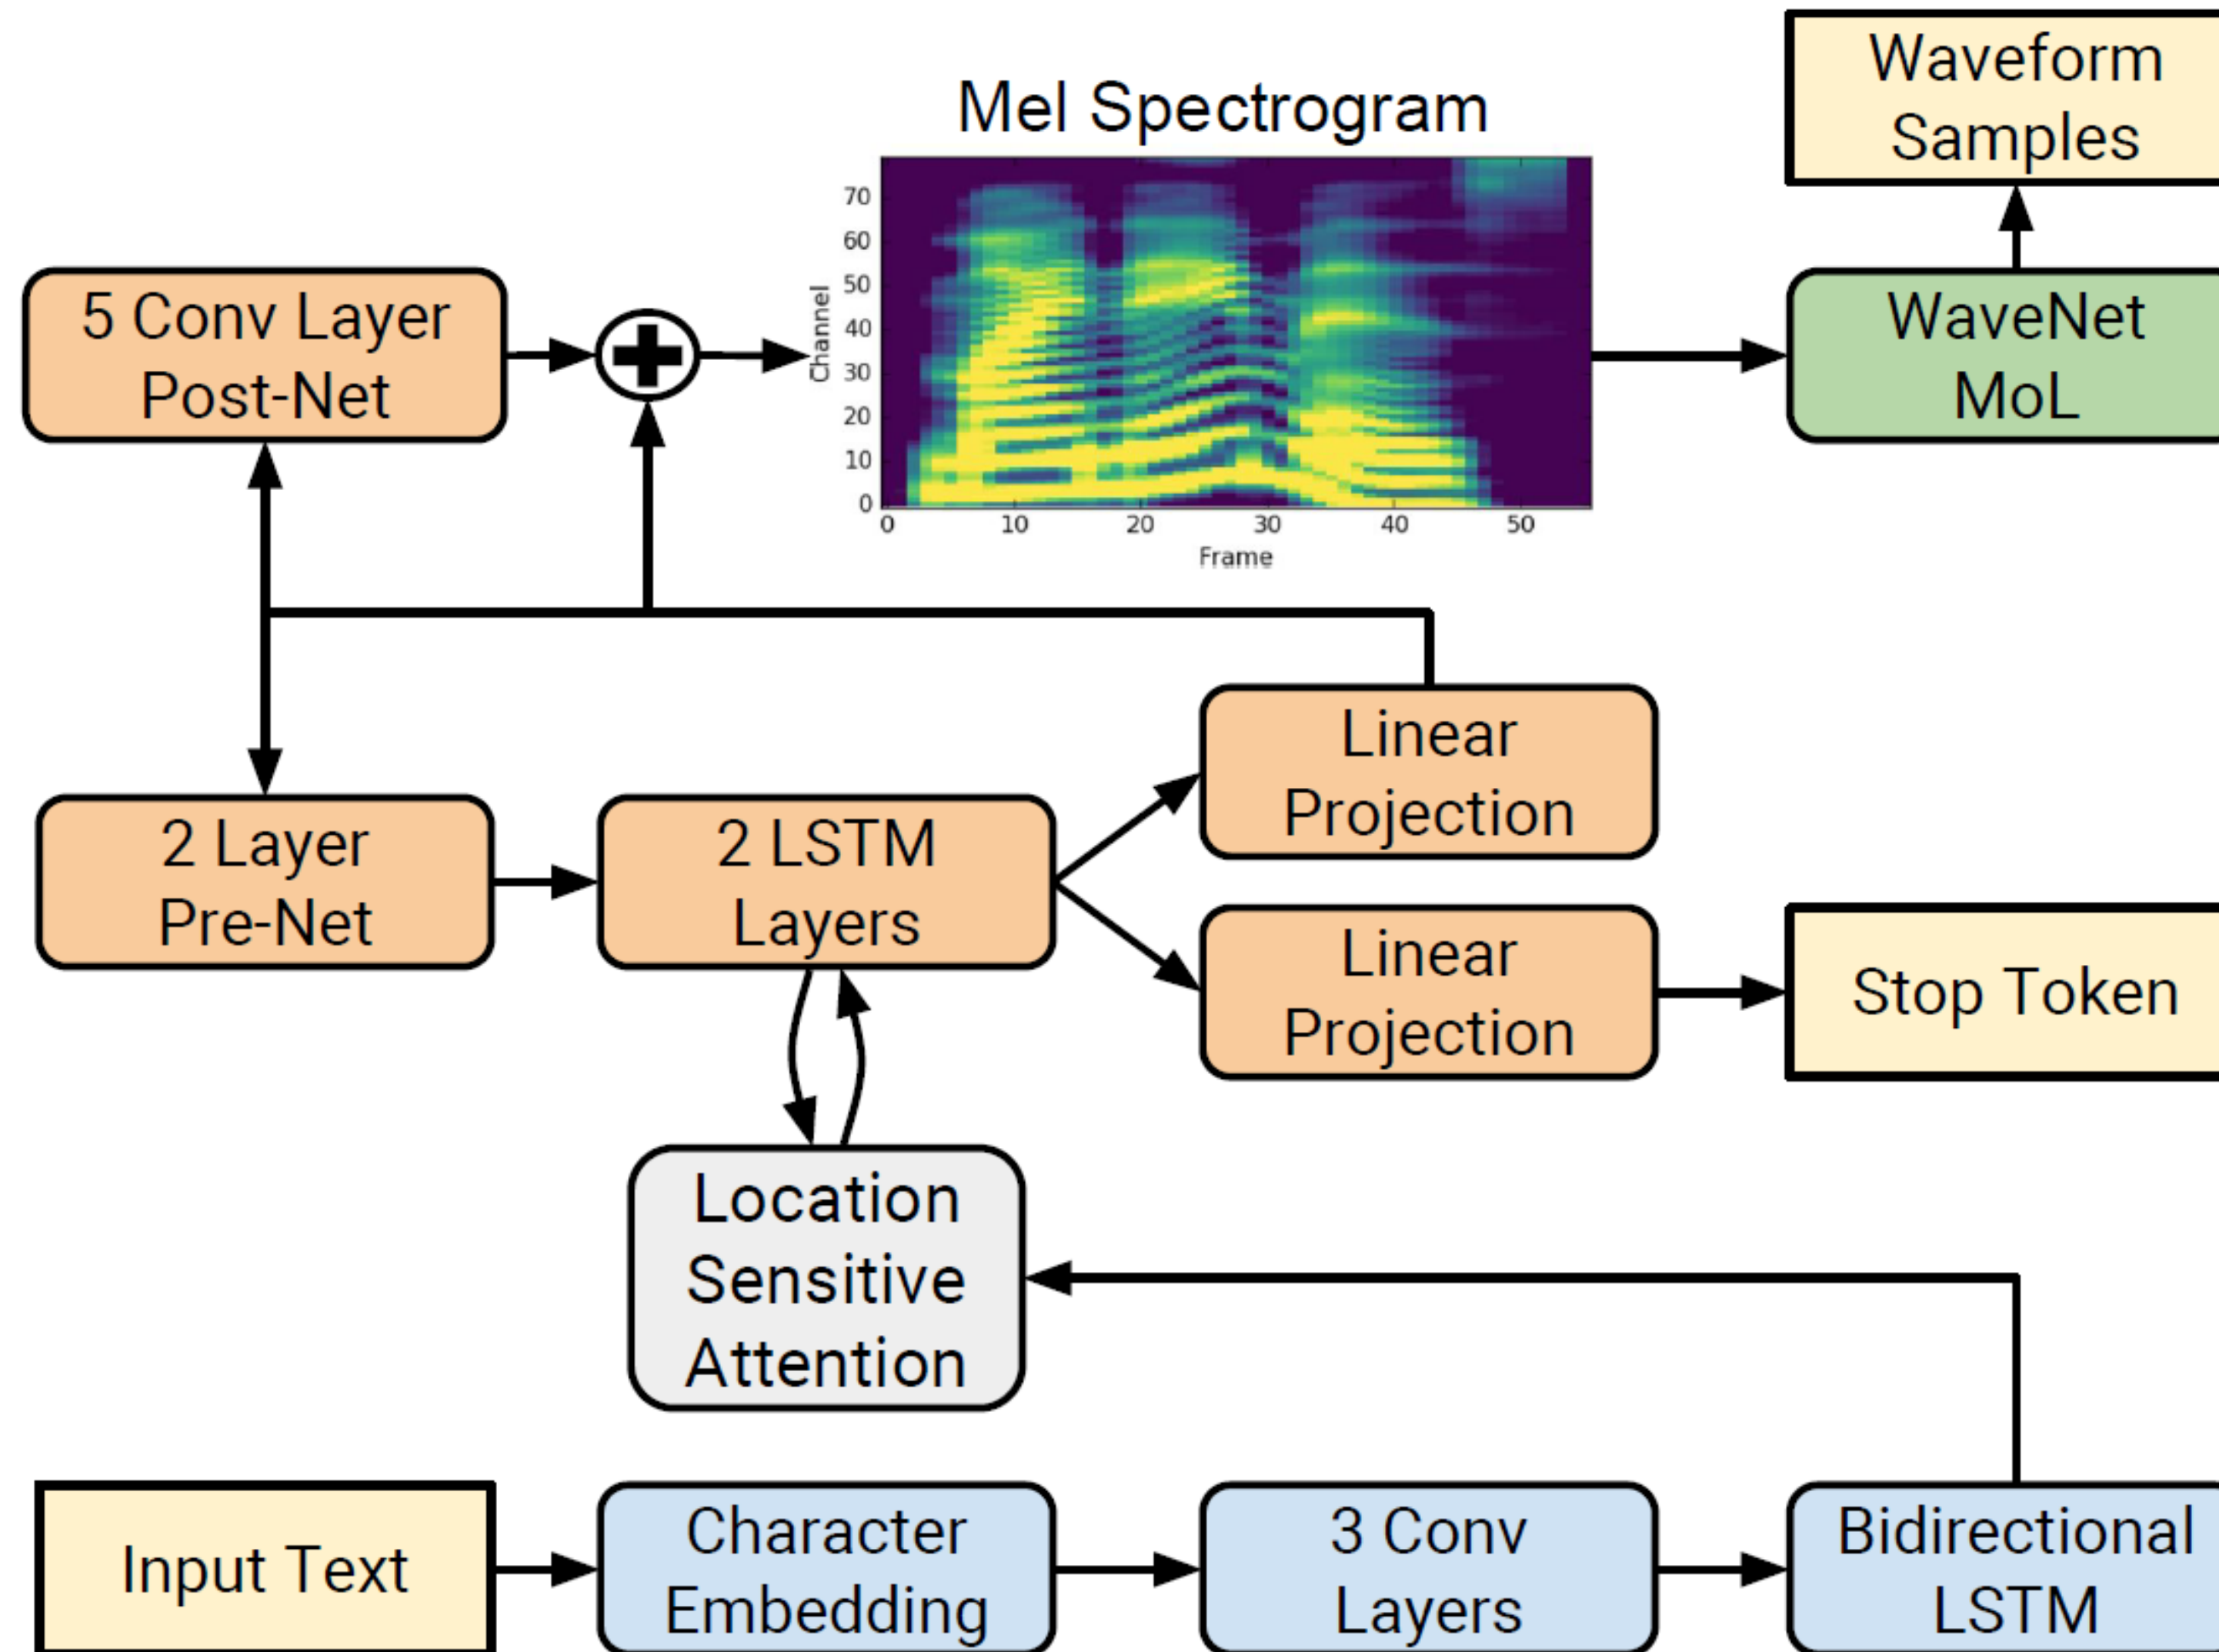 Waveform
Samples
Mel Spectrogram
70
60
50
40
30
20
10
0
Channel
0 10 20 30 40 50
Frame
5 Conv Layer
Post-Net
WaveNet
MoL
Linear
Projection
2 Layer
Pre-Net
2 LSTM
Layers
Linear
Projection
Stop Token
Location
Sensitive
Attention
Input Text
Character
Embedding
3 Conv
Layers
Bidirectional
LSTM